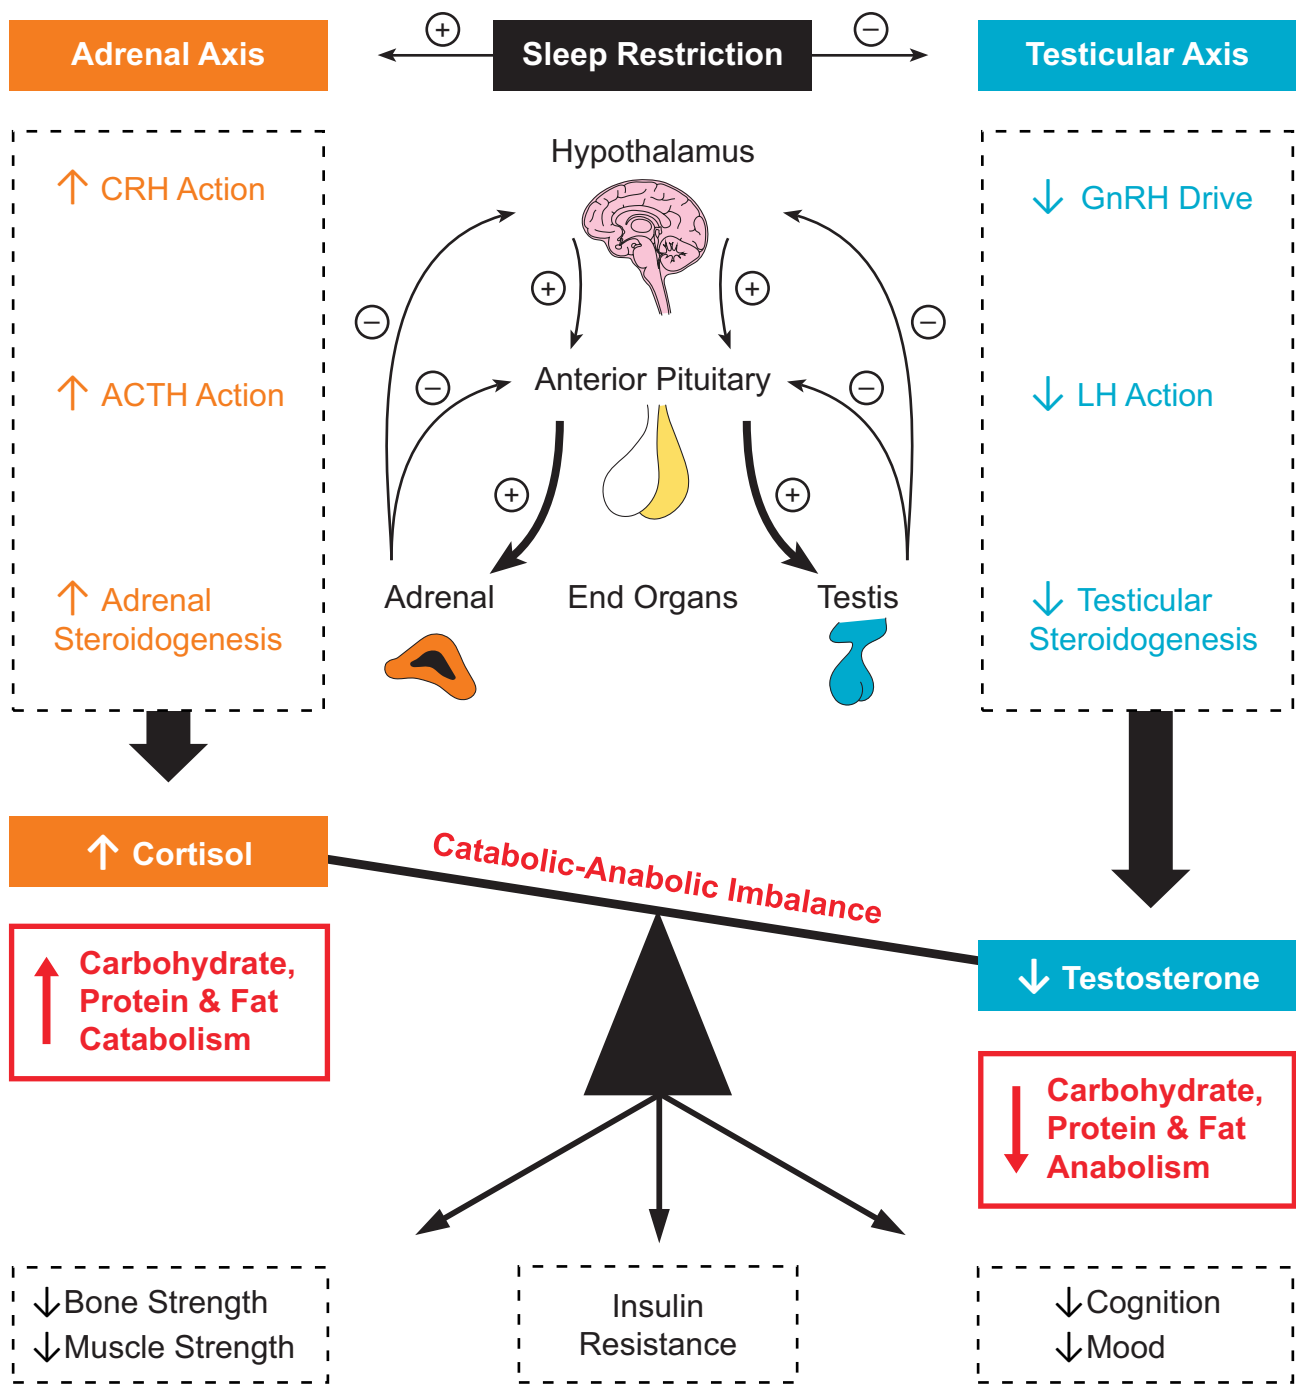 Adrenal Axis
+
Sleep Restriction
−
Testicular Axis
Hypothalamus
↑ CRH Action
↓ GnRH Drive
+
+
−
−
Anterior Pituitary
↑ ACTH Action
−
−
↓ LH Action
+
+
Adrenal
End Organs
Testis
↑ Adrenal
Steroidogenesis
↓ Testicular
Steroidogenesis
↑ Cortisol
Catabolic-Anabolic Imbalance
↑ Carbohydrate,
Protein & Fat
Catabolism
↓ Testosterone
↓ Carbohydrate,
Protein & Fat
Anabolism
↓Bone Strength
↓Muscle Strength
Insulin
Resistance
↓Cognition
↓Mood